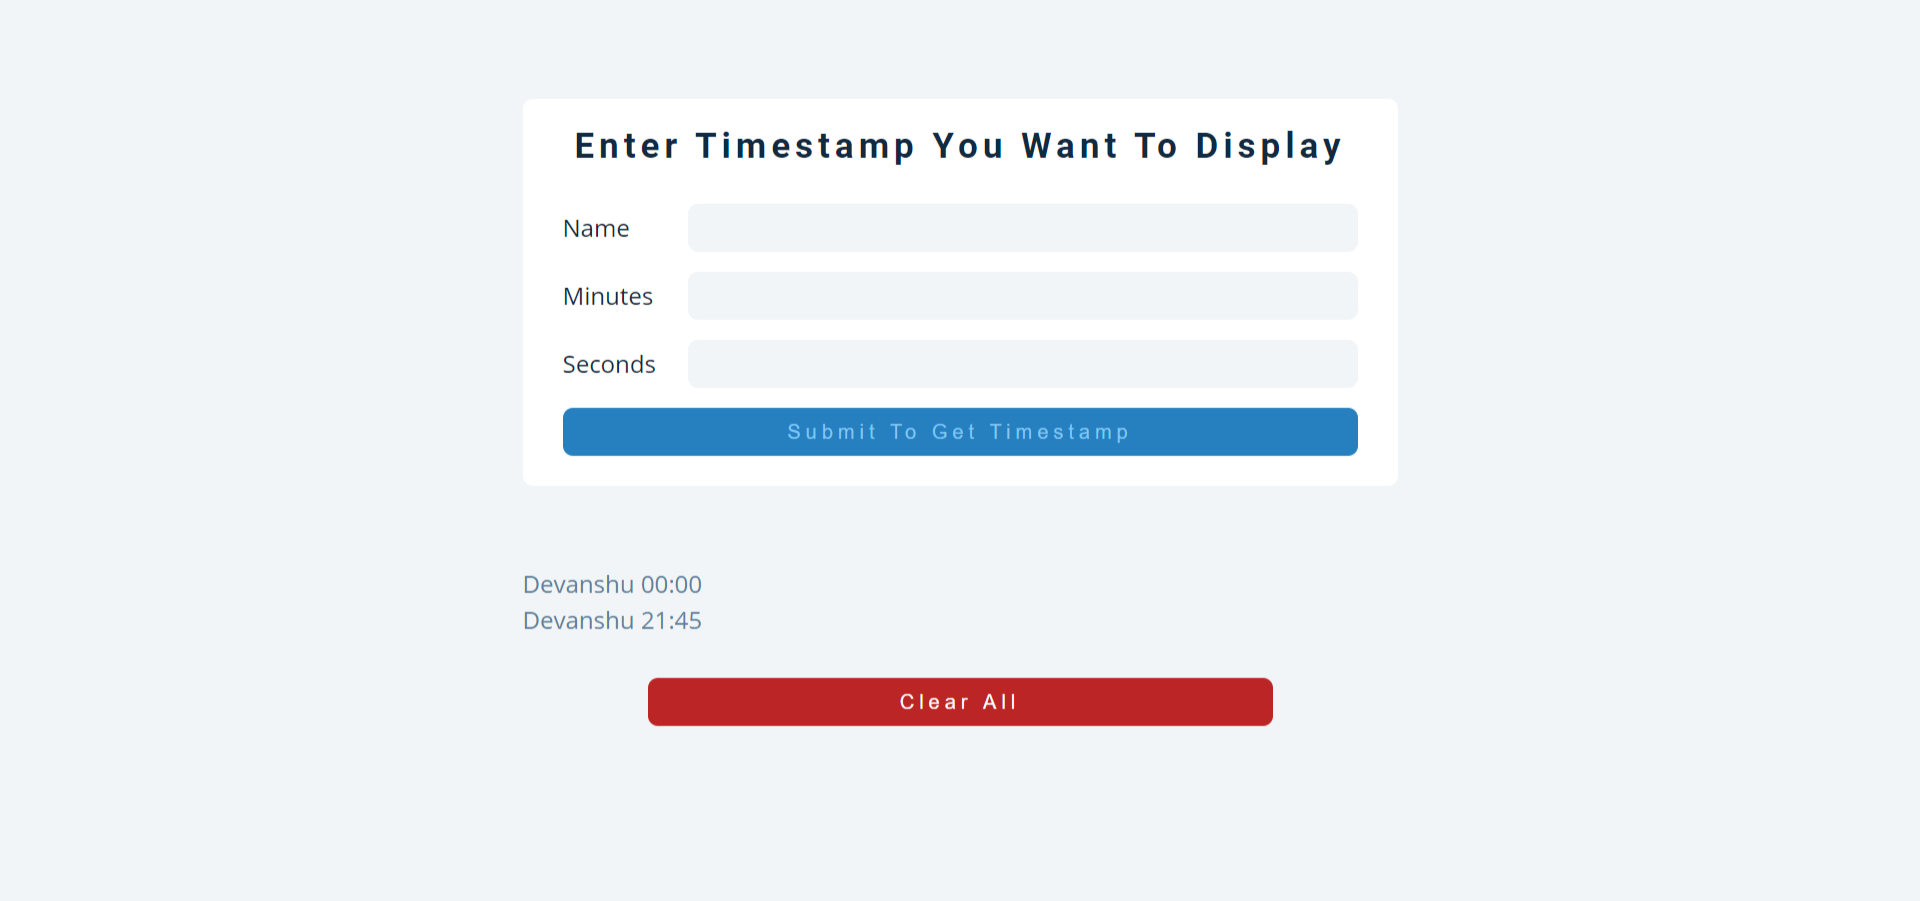 Enter Timestamp You Want To Display
Name
Minutes
Seconds
Submit To Get Timestamp
Devanshu 00:00
Devanshu 21:45
Clear All